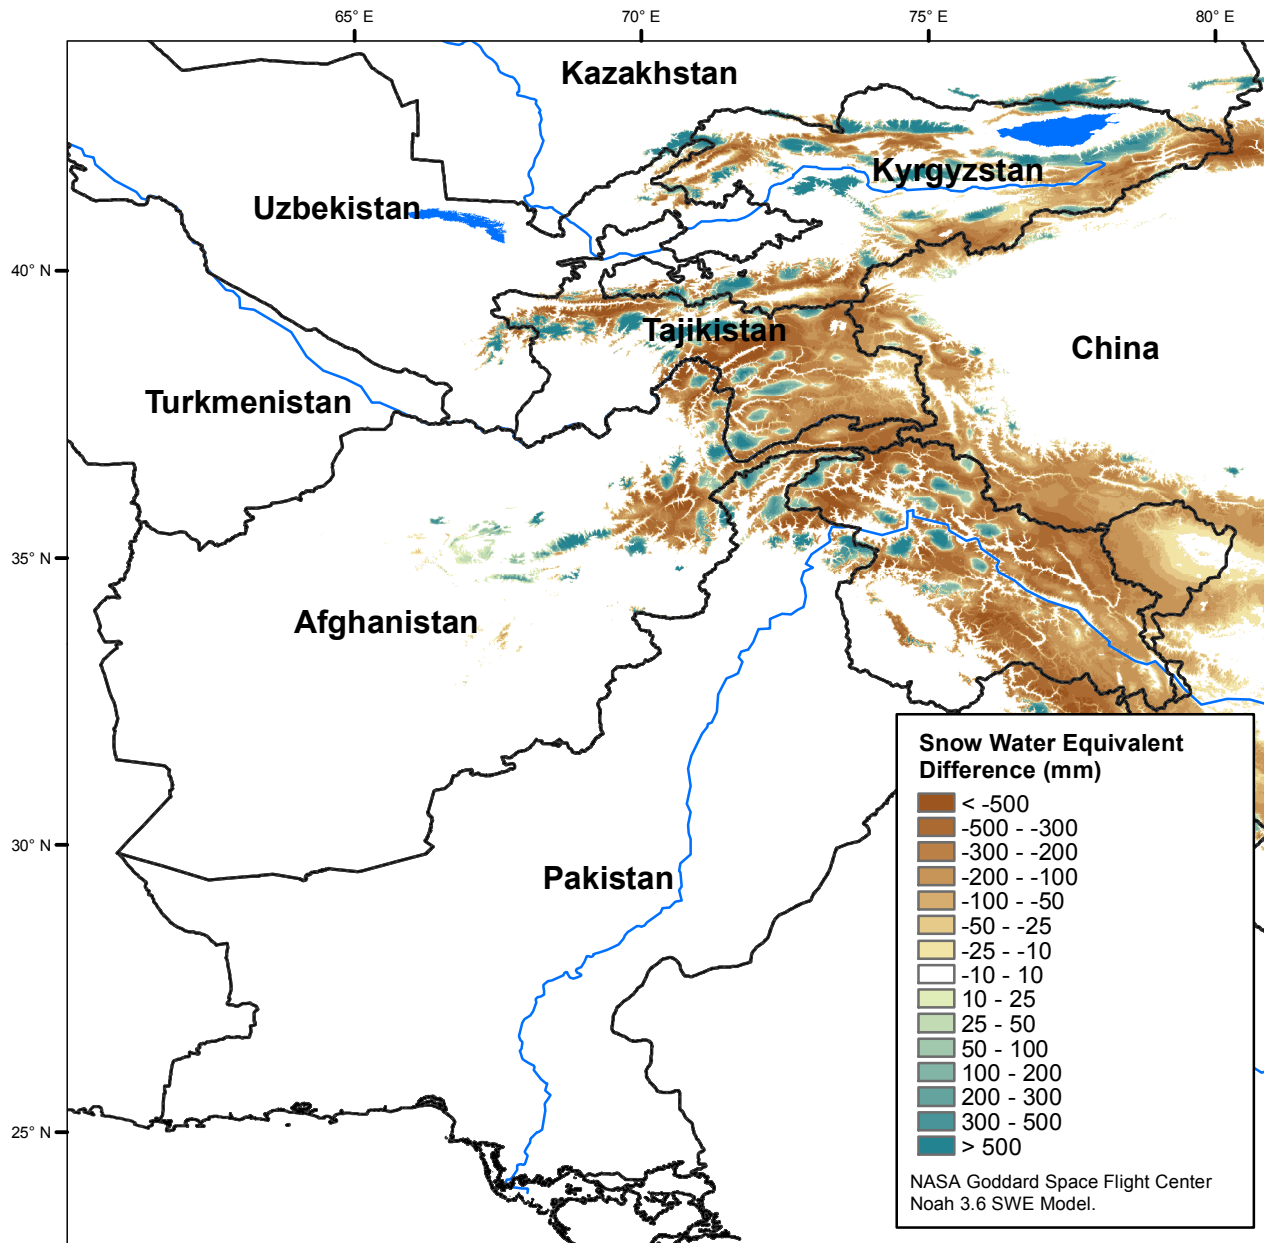 65° E
70° E
75° E
80° E
Kazakhstan
Kyrgyzstan
Uzbekistan
40° N
Tajikistan
China
Turkmenistan
35° N
Afghanistan
Snow Water Equivalent
Difference (mm)
< -500
-500 - -300
-300 - -200
-200 - -100
-100 - -50
-50 - -25
-25 - -10
-10 - 10
10 - 25
25 - 50
50 - 100
100 - 200
200 - 300
300 - 500
> 500
NASA Goddard Space Flight Center
Noah 3.6 SWE Model.
30° N
Pakistan
25° N